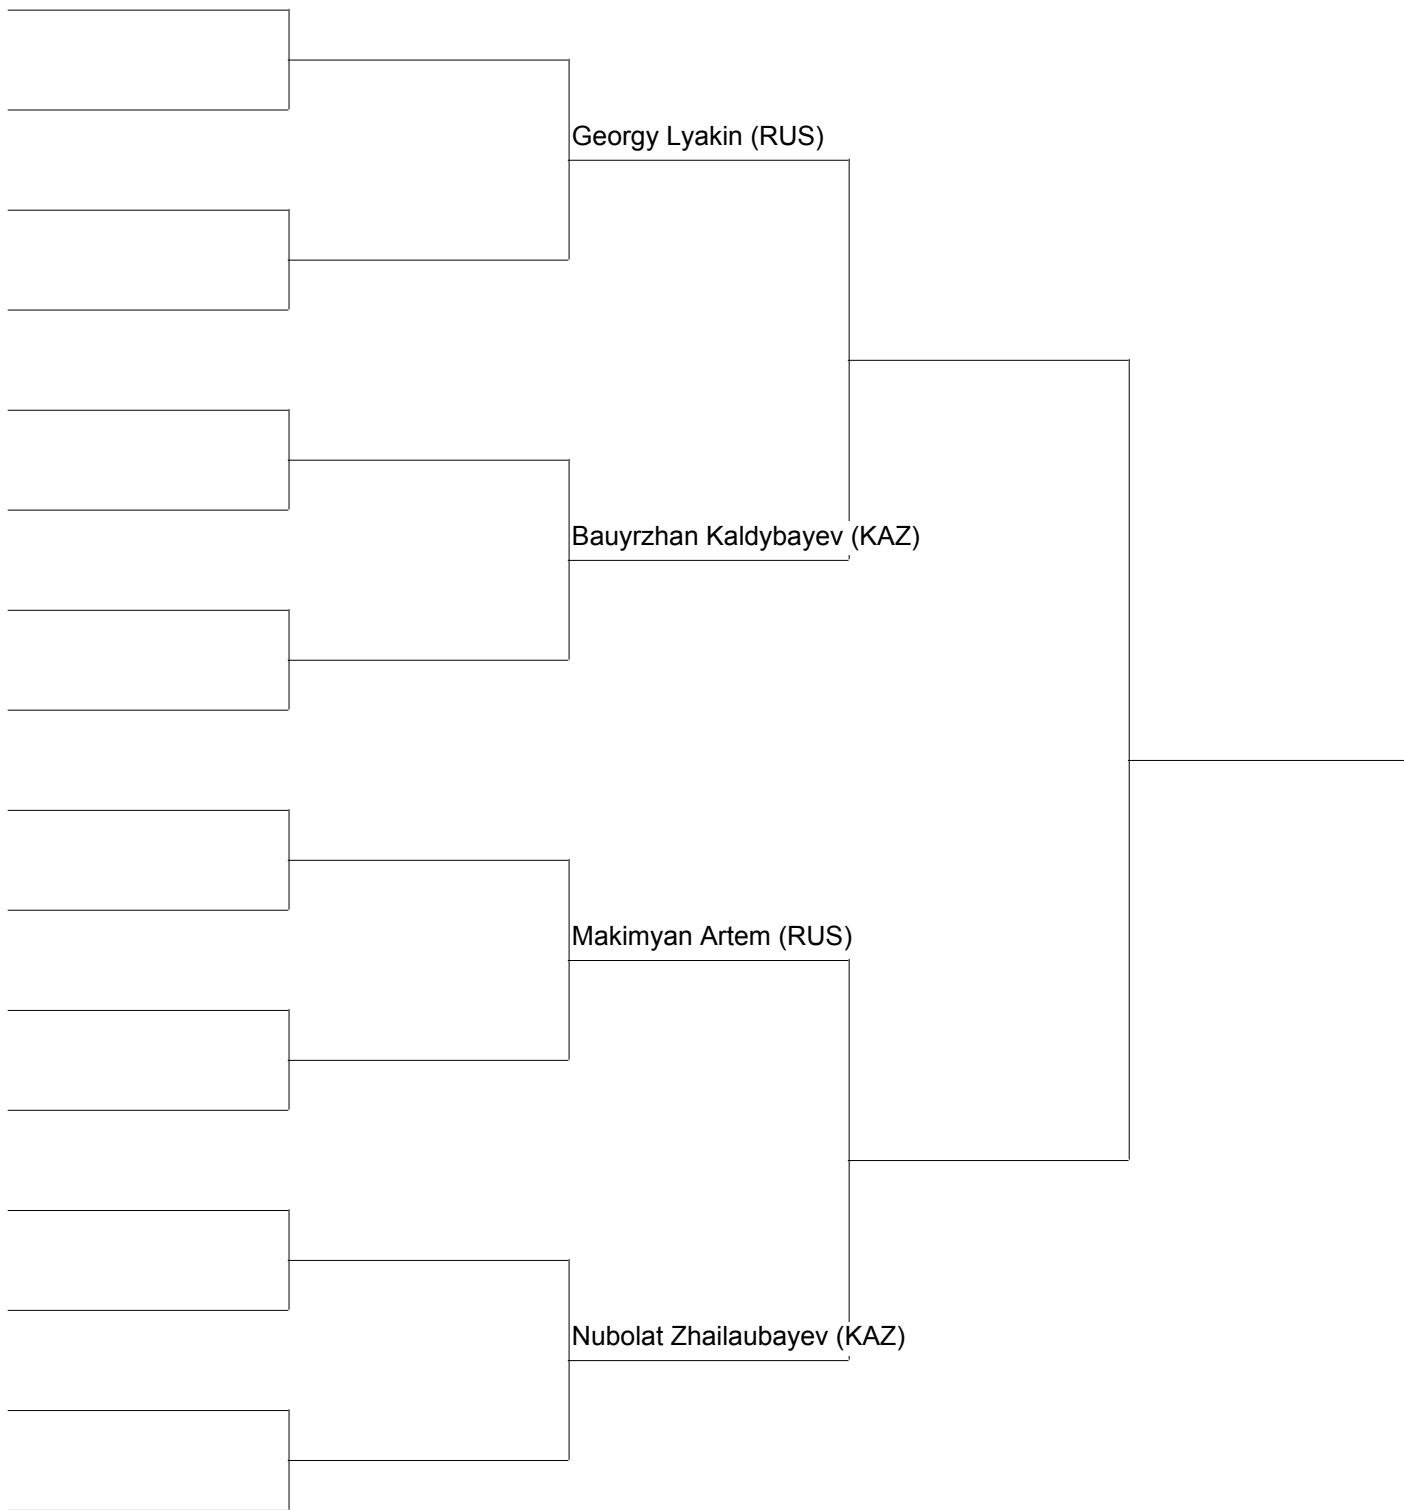 Georgy Lyakin (RUS)
Bauyrzhan Kaldybayev (KAZ)
Makimyan Artem (RUS)
Nubolat Zhailaubayev (KAZ)